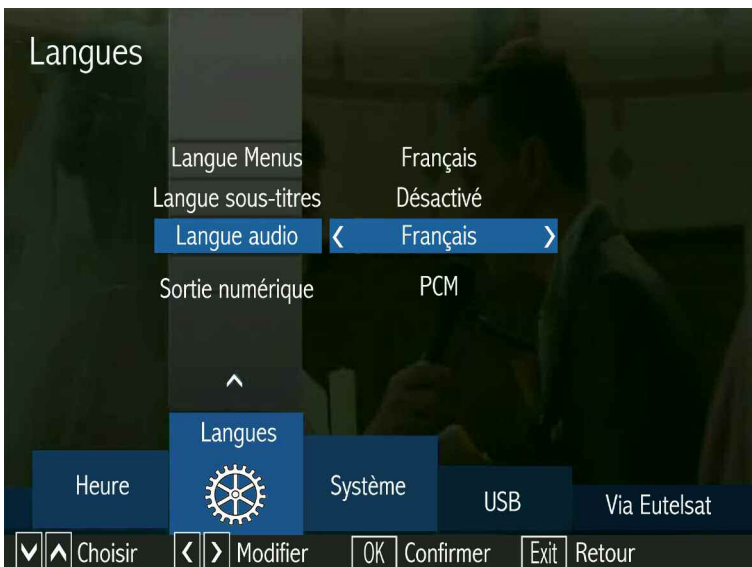 Langues
Langue Menus Français
Langue sous-titres Désactivé
Langue audio Français
Sortie numérique PCM
Langues
Heure Système USB Via Eutelsat
Choisir Modifier OK Confirmer Exit Retour